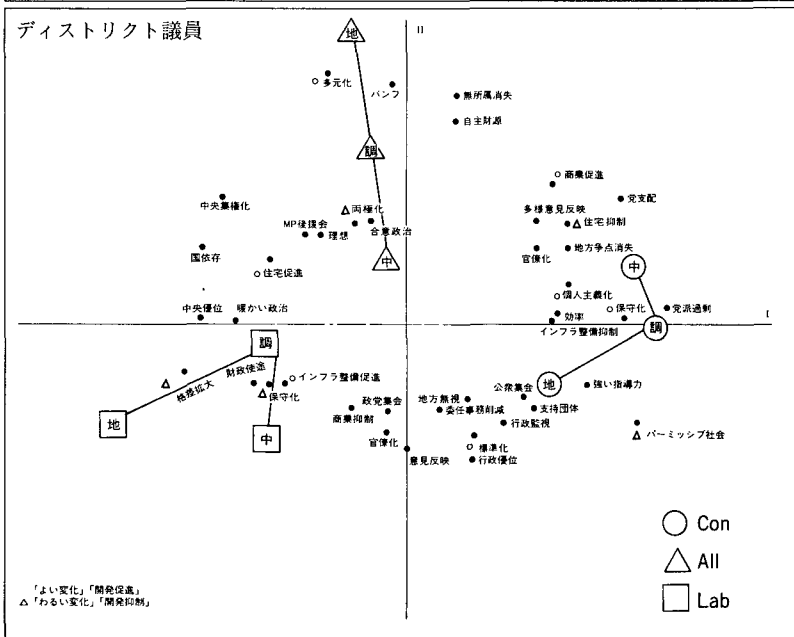 ディストリクト議員
II
地
多元化
パンフ
無所属消失
自主財源
調
商業促進
中央集権化
党支配
両極化
多様意見反映
住宅抑制
MP後援会
理想
合意政治
国依存
官僚化
地方争点消失
中
中
住宅促進
個人主義化
中央優位
暖かい政治
効率
保守化
党派過剰
I
インフラ整備抑制
調
調
財政使途
格差拡大
インフラ整備促進
保守化
地
公衆集会
強い指導力
政党集会
地方無視
地
商業抑制
委任事務削減
支持団体
行政監視
中
官僚化
標準化
パーミッシブ社会
意見反映
行政優位
Con
All
Lab
「よい変化」「開発促進」
△「わるい変化」「開発抑制」